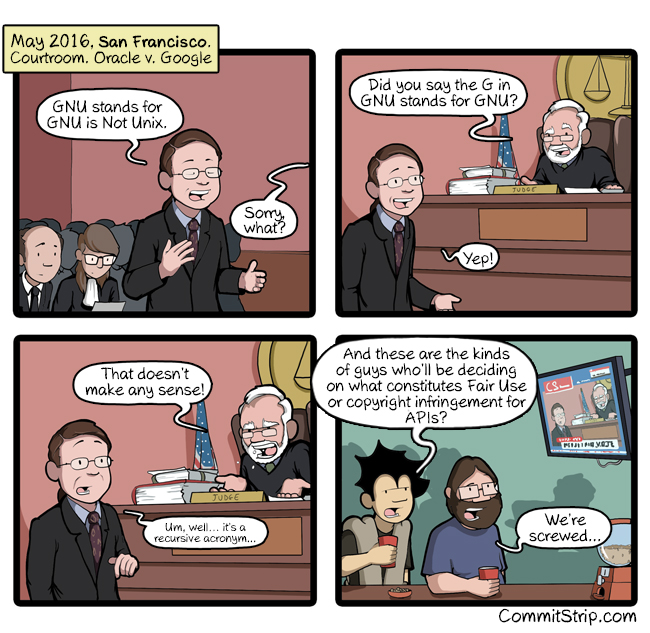 May 2016, San Francisco.
Courtroom. Oracle v. Google
GNU stands for
GNU is Not Unix.
Sorry,
what?
Did you say the G in
GNU stands for GNU?
JUDGE
Yep!
That doesn't
make any sense!
JUDGE
Um, well... it's a
recursive acronym...
And these are the kinds
of guys who'll be deciding
on what constitutes Fair Use
or copyright infringement for
APIs?
We're
screwed...
CommitStrip.com